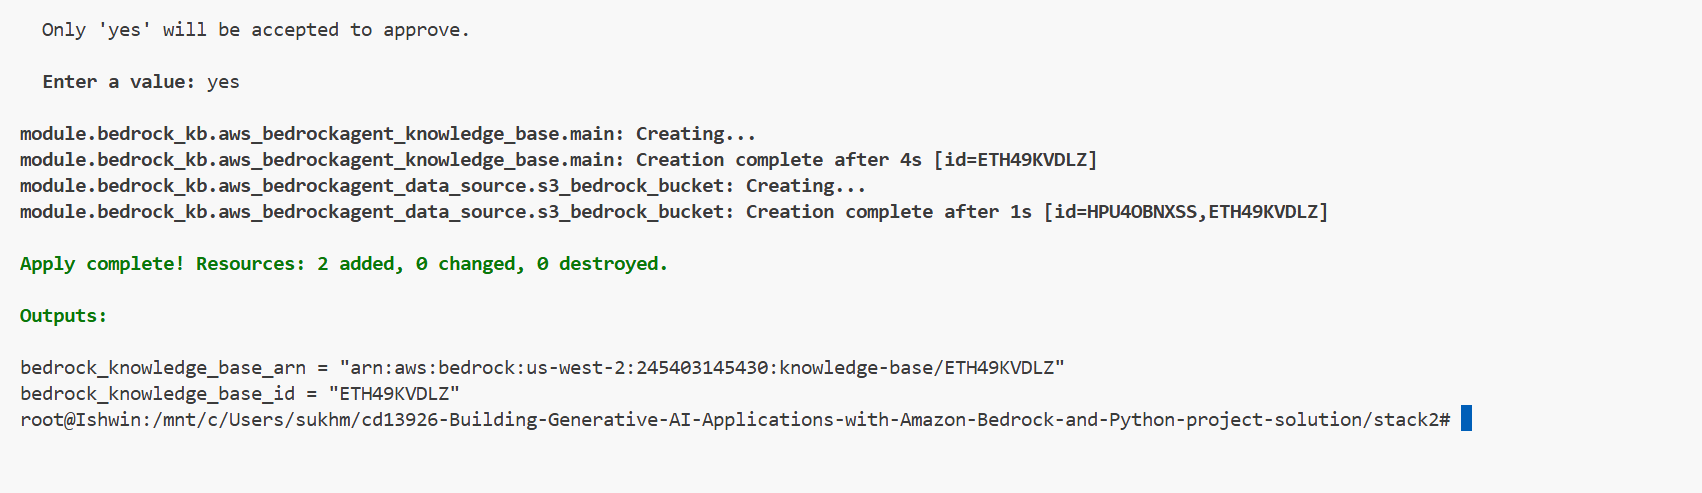 Only 'yes' will be accepted to approve.
Enter a value: yes
module.bedrock_kb.aws_bedrockagent_knowledge_base.main: Creating...
module.bedrock_kb.aws_bedrockagent_knowledge_base.main: Creation complete after 4s [id=ETH49KVDLZ]
module.bedrock_kb.aws_bedrockagent_data_source.s3_bedrock_bucket: Creating...
module.bedrock_kb.aws_bedrockagent_data_source.s3_bedrock_bucket: Creation complete after 1s [id=HPU4OBNXSS,ETH49KVDLZ]
Apply complete! Resources: 2 added, 0 changed, 0 destroyed.
Outputs:
bedrock_knowledge_base_arn = "arn:aws:bedrock:us-west-2:245403145430:knowledge-base/ETH49KVDLZ"
bedrock_knowledge_base_id = "ETH49KVDLZ"
root@Ishwin:/mnt/c/Users/sukhm/cd13926-Building-Generative-AI-Applications-with-Amazon-Bedrock-and-Python-project-solution/stack2#